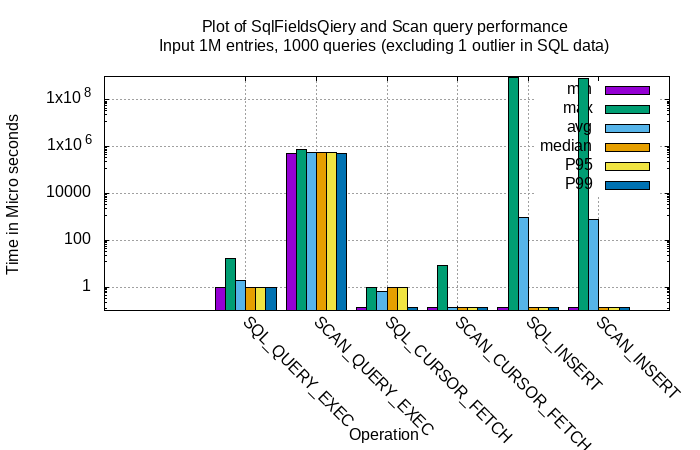 Plot of SqlFieldsQiery and Scan query performance
Input 1M entries, 1000 queries (excluding 1 outlier in SQL data)
Time in Micro seconds
1x10^8
1x10^6
10000
100
1
min
max
avg
median
P95
P99
SQL_QUERY_EXEC
SCAN_QUERY_EXEC
SQL_CURSOR_FETCH
SCAN_CURSOR_FETCH
SQL_INSERT
SCAN_INSERT
Operation